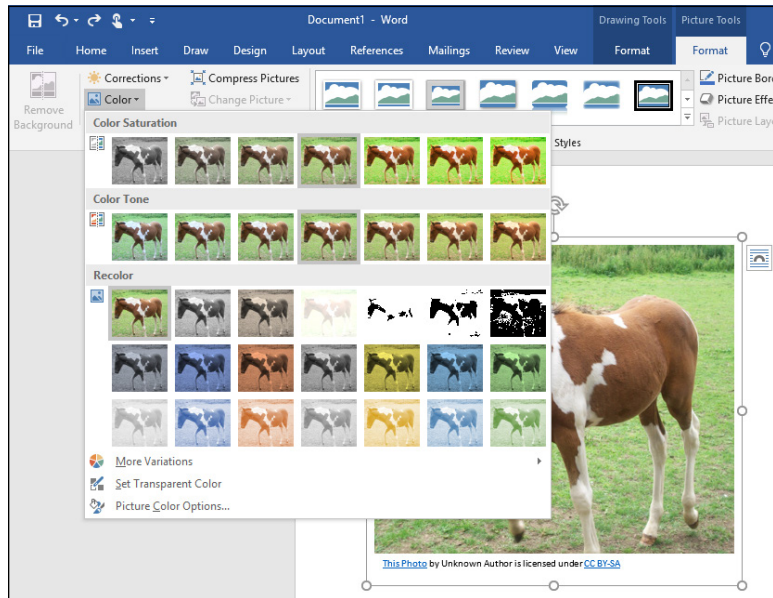 Document1 - Word
Drawing Tools
Picture Tools
File
Home
Insert
Draw
Design
Layout
References
Mailings
Review
View
Format
Format
Remove
Background
Corrections
Color
Compress Pictures
Change Picture
Picture Bor
Picture Effe
Picture Lay
Styles
Color Saturation
Color Tone
Recolor
More Variations
Set Transparent Color
Picture Color Options...
This Photo by Unknown Author is licensed under CC BY-SA